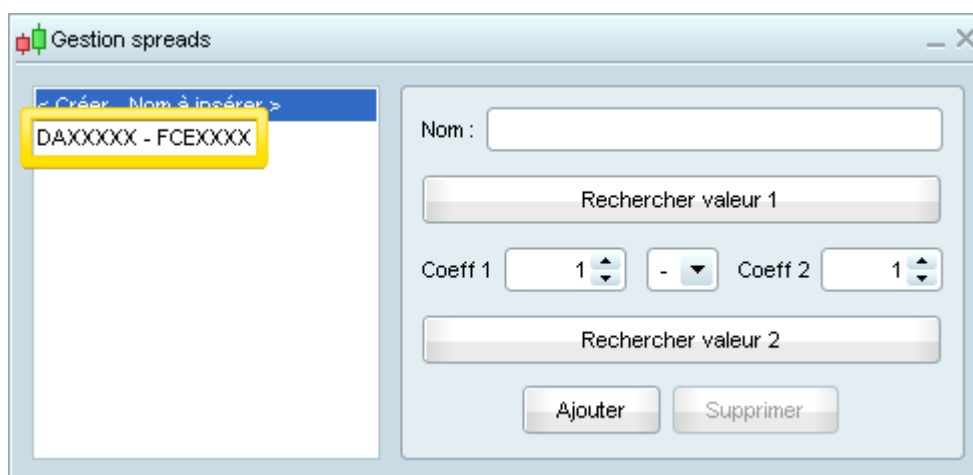 Gestion spreads
< Créer Nom à insérer >
DAXXXXX - FCEXXXX
Nom :
Rechercher valeur 1
Coeff 1 1 - Coeff 2 1
Rechercher valeur 2
Ajouter Supprimer